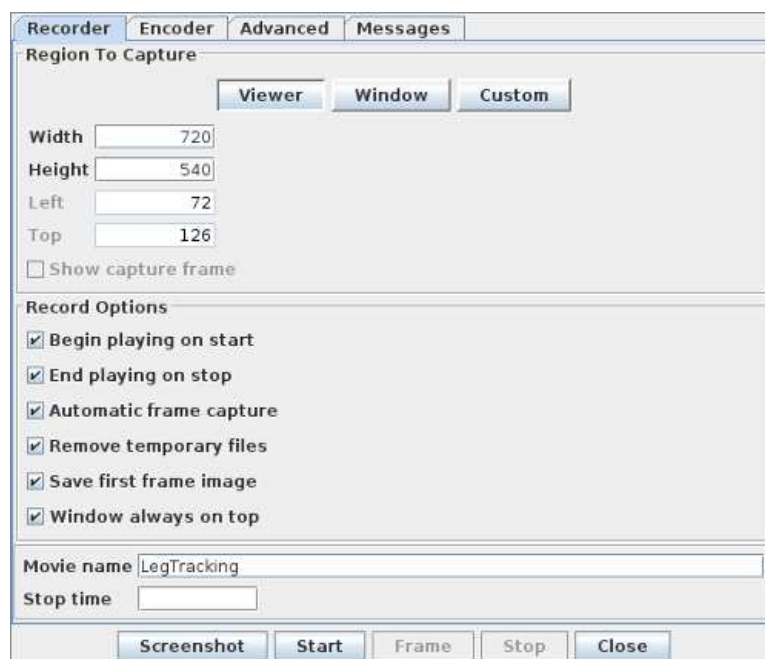 Recorder Encoder Advanced Messages
Region To Capture
Viewer Window Custom
Width 720
Height 540
Left 72
Top 126
Show capture frame
Record Options
Begin playing on start
End playing on stop
Automatic frame capture
Remove temporary files
Save first frame image
Window always on top
Movie name LegTracking
Stop time
Screenshot Start Frame Stop Close